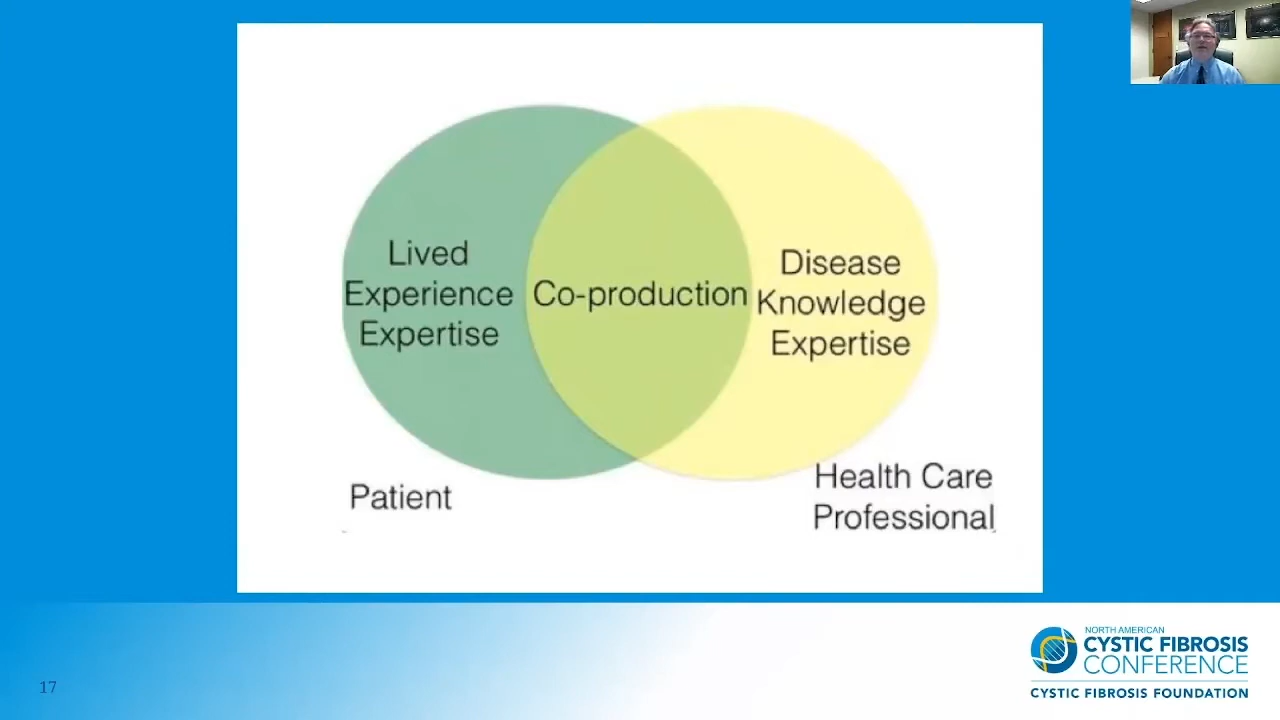 Lived
Experience
Expertise
Co-production
Disease
Knowledge
Expertise
Patient
Health Care
Professional
17
NORTH AMERICAN
CYSTIC FIBROSIS
CONFERENCE
CYSTIC FIBROSIS FOUNDATION